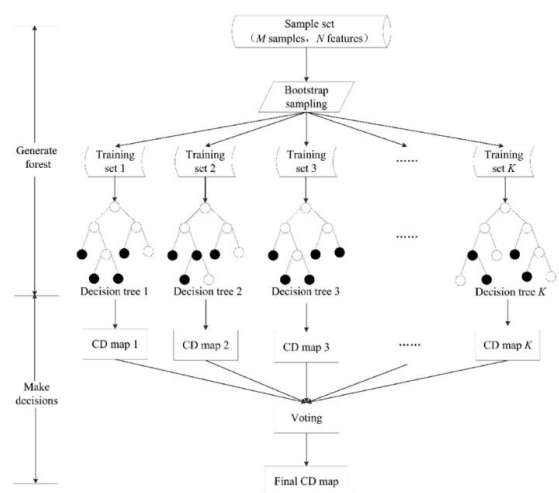 Sample set
(M samples, N features)
Bootstrap
sampling
Generate
forest
Training
set 1
Training
set 2
Training
set 3
......
Training
set K
......
Decision tree 1
Decision tree 2
Decision tree 3
Decision tree K
CD map 1
CD map 2
CD map 3
......
CD map K
Make
decisions
Voting
Final CD map